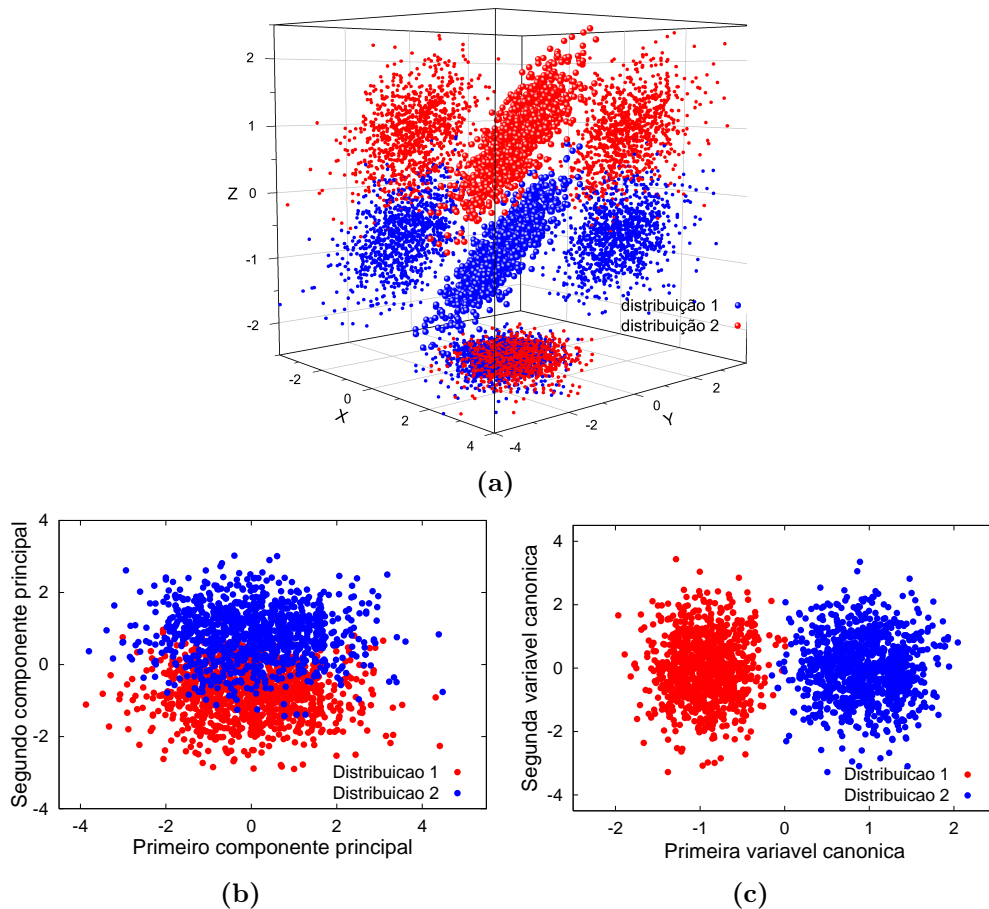 2
1
0
-1
-2
Z
-2
0
2
4
X
-4
-2
0
2
Y
distribuição 1
distribuição 2
(a)
4
2
0
-2
-4
Segundo componente principal
Distribuicao 1
Distribuicao 2
-4
-2
0
2
4
Primeiro componente principal
(b)
4
2
0
-2
-4
Segunda variavel canonica
Distribuicao 1
Distribuicao 2
-2
-1
0
1
2
Primeira variavel canonica
(c)